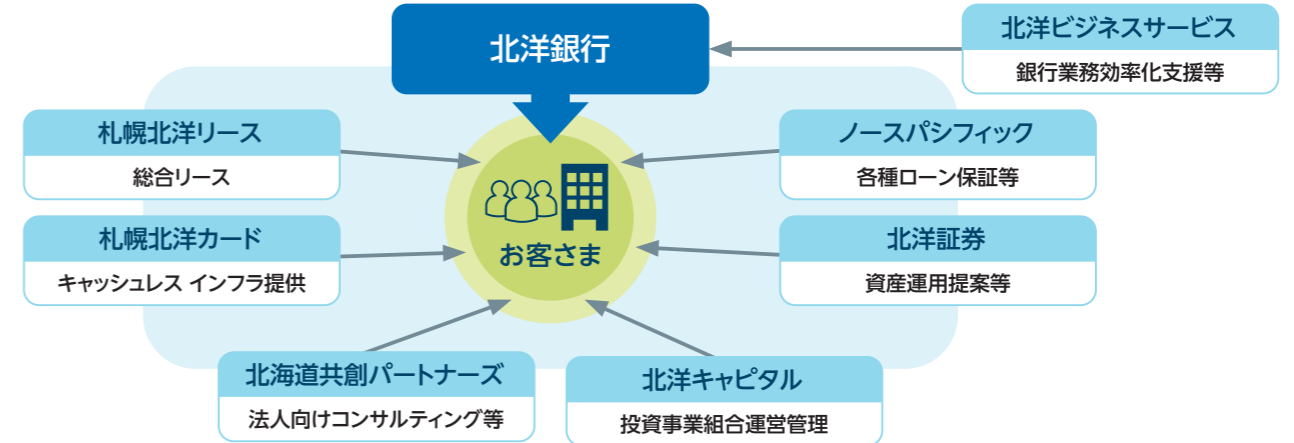 北洋銀行
北洋ビジネスサービス
銀行業務効率化支援等
札幌北洋リース
総合リース
ノースパシフィック
各種ローン保証等
お客さま
札幌北洋カード
キャッシュレス インフラ提供
北洋証券
資産運用提案等
北海道共創パートナーズ
法人向けコンサルティング等
北洋キャピタル
投資事業組合運営管理